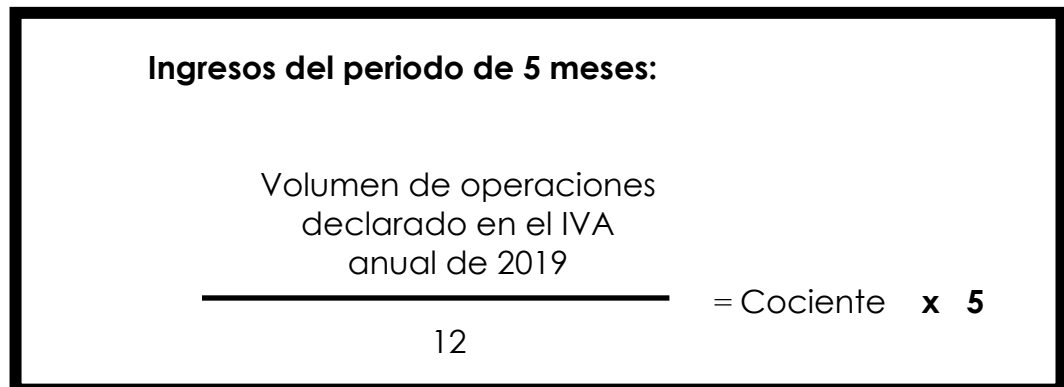 Ingresos del periodo de 5 meses:
Volumen de operaciones
declarado en el IVA
anual de 2019
= Cociente x 5
12